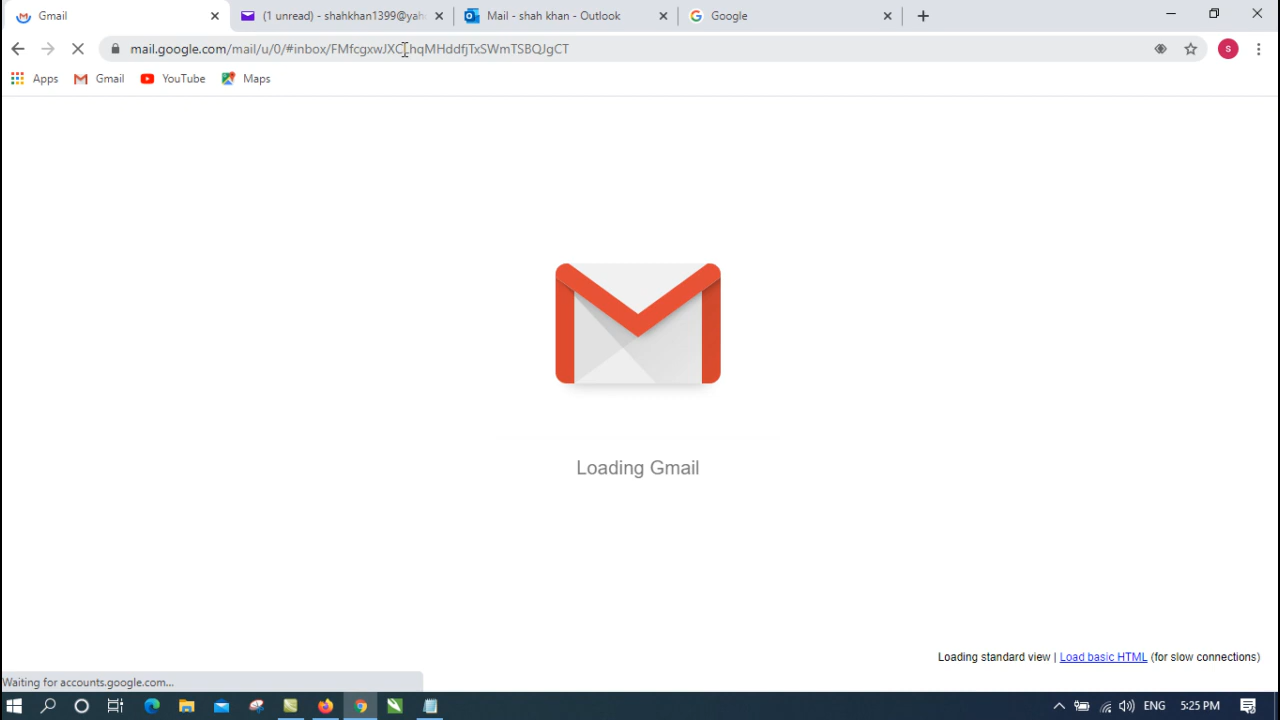 Gmail
(1 unread) - shahkhan1399@yah
Mail - shah khan - Outlook
Google
mail.google.com/mail/u/0/#inbox/FMfcgxwJXCLhqMHddfjTxSWmTSBQJgCT
S
Apps
Gmail
YouTube
Maps
Loading Gmail
Loading standard view | Load basic HTML (for slow connections)
Waiting for accounts.google.com...
ENG
5:25 PM